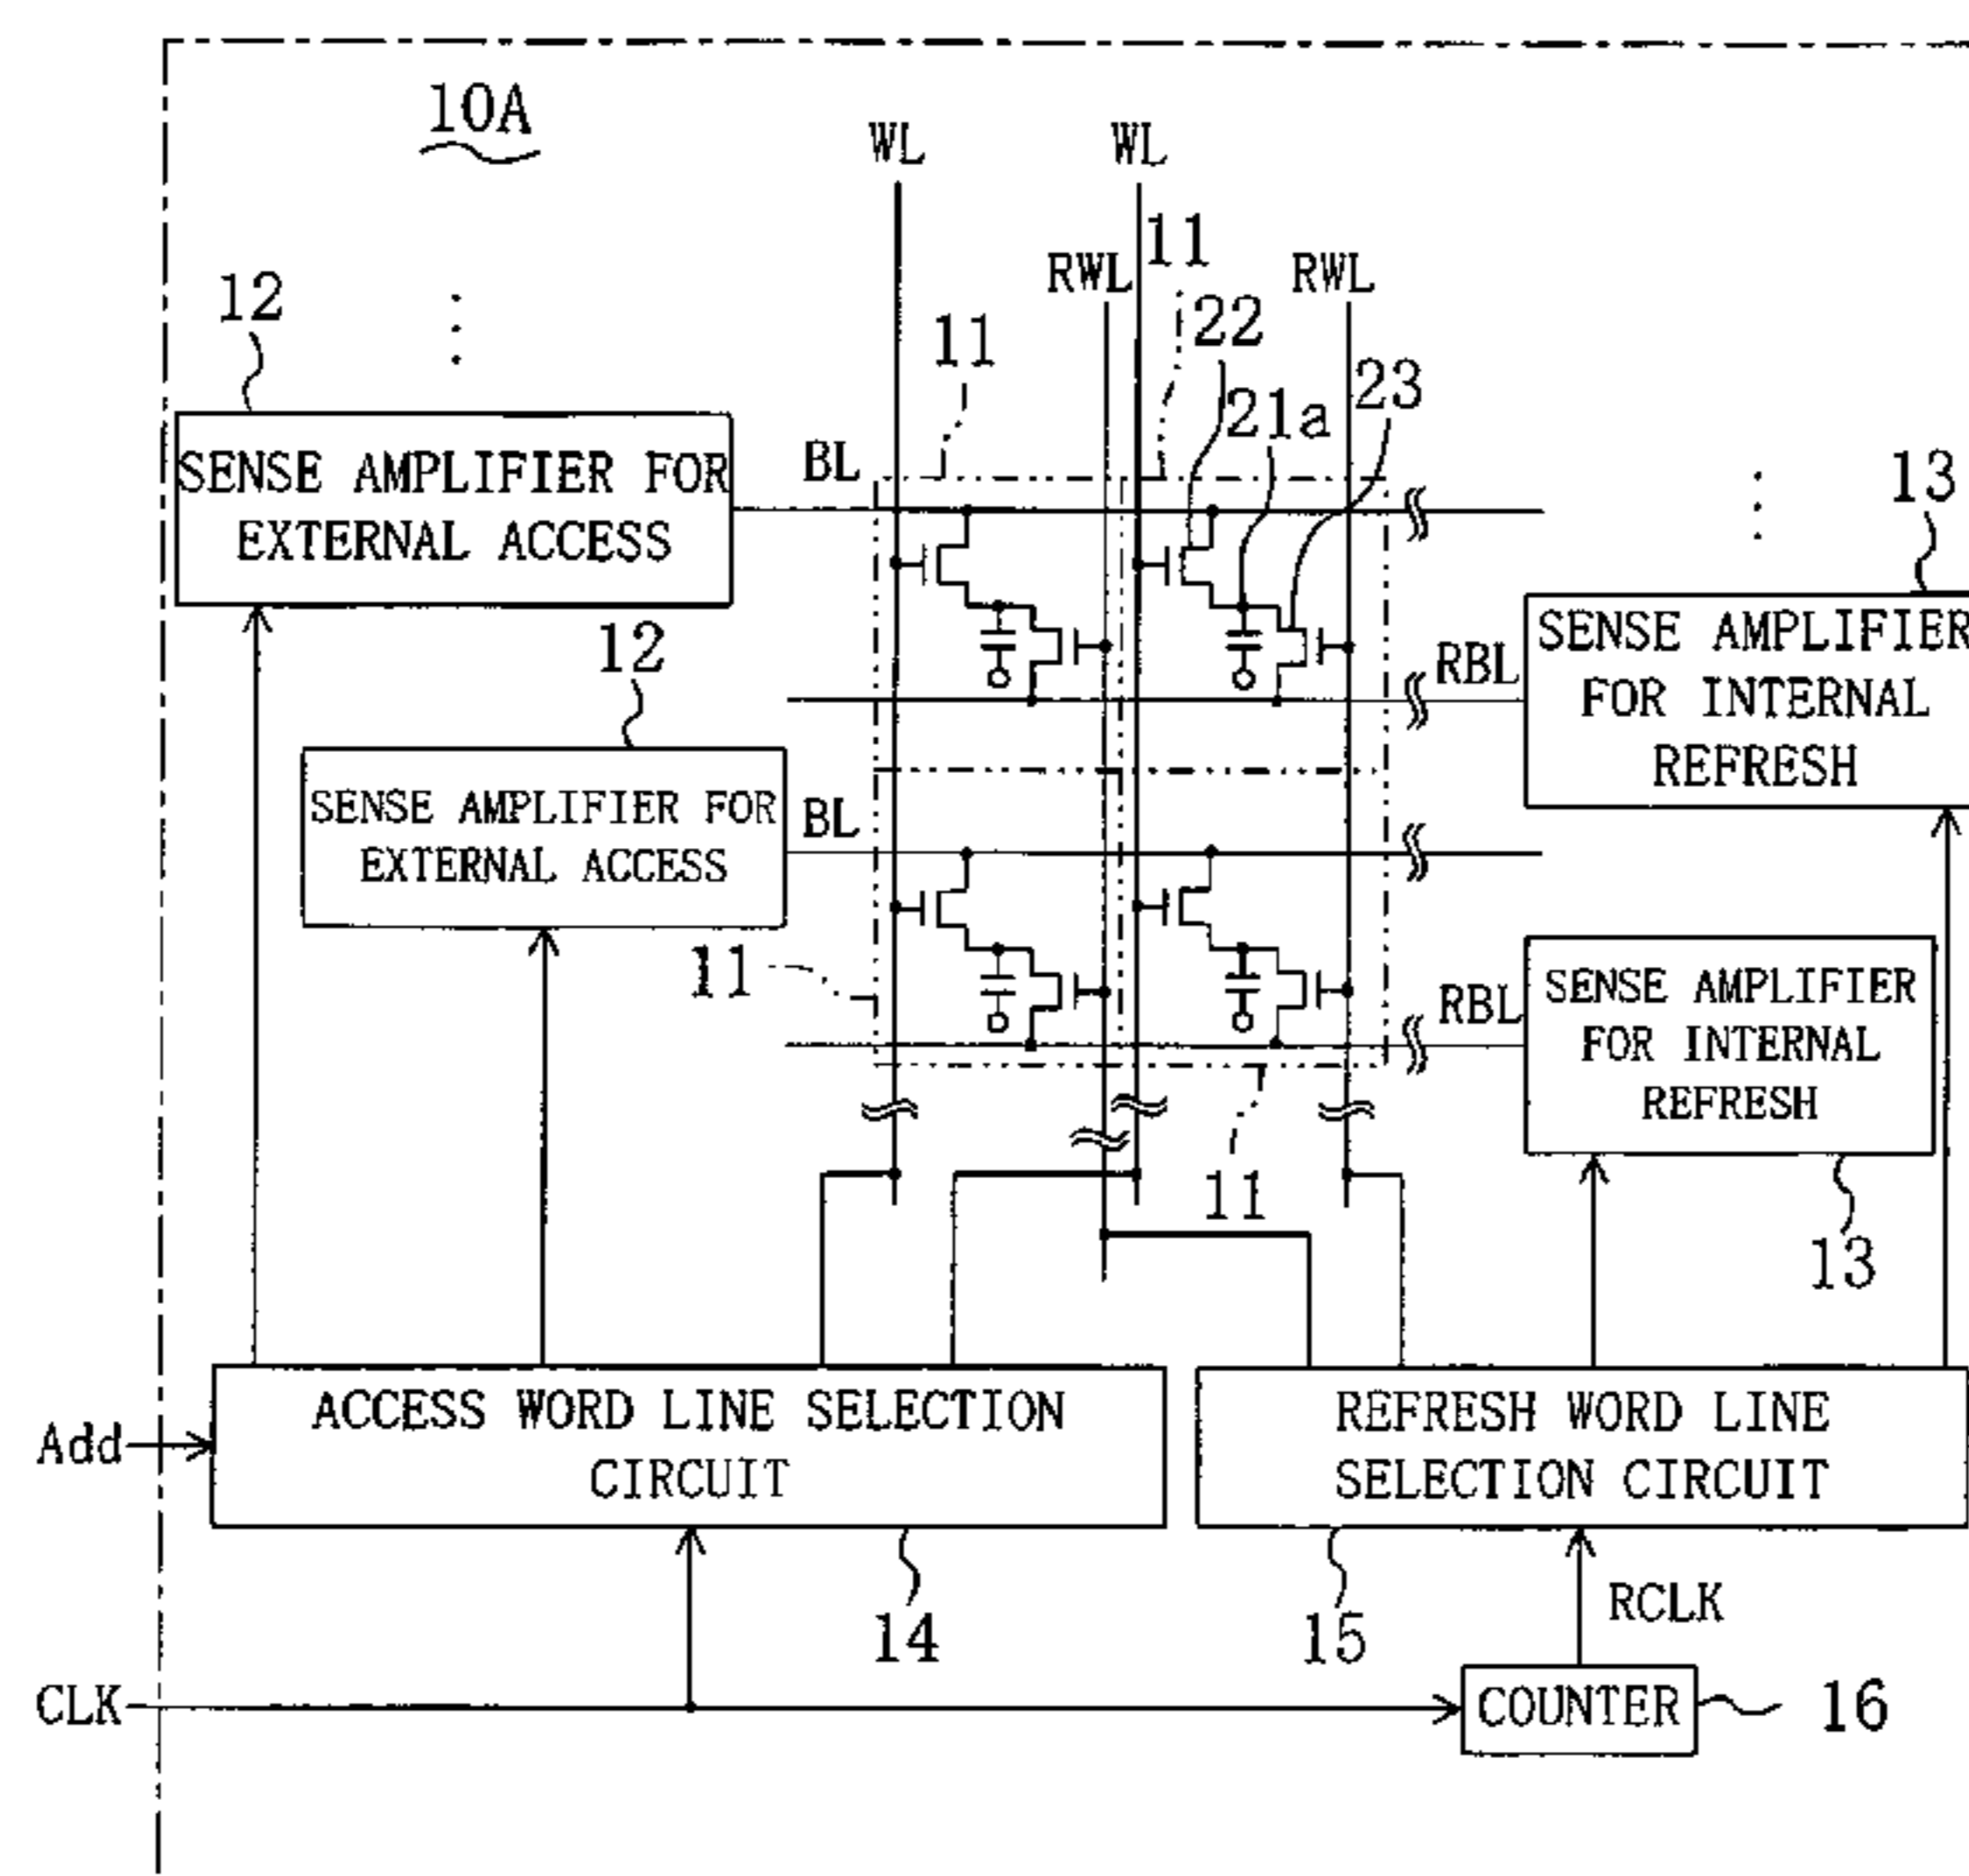 10A
WL
WL
11
RWL
RWL
12
22
11
23
21a
BL
13
SENSE AMPLIFIER FOR
EXTERNAL ACCESS
SENSE AMPLIFIER
FOR INTERNAL
REFRESH
12
RBL
SENSE AMPLIFIER FOR
EXTERNAL ACCESS
BL
11
RBL
SENSE AMPLIFIER
FOR INTERNAL
REFRESH
11
13
Add
ACCESS WORD LINE SELECTION
CIRCUIT
REFRESH WORD LINE
SELECTION CIRCUIT
14
15
RCLK
CLK
COUNTER
16